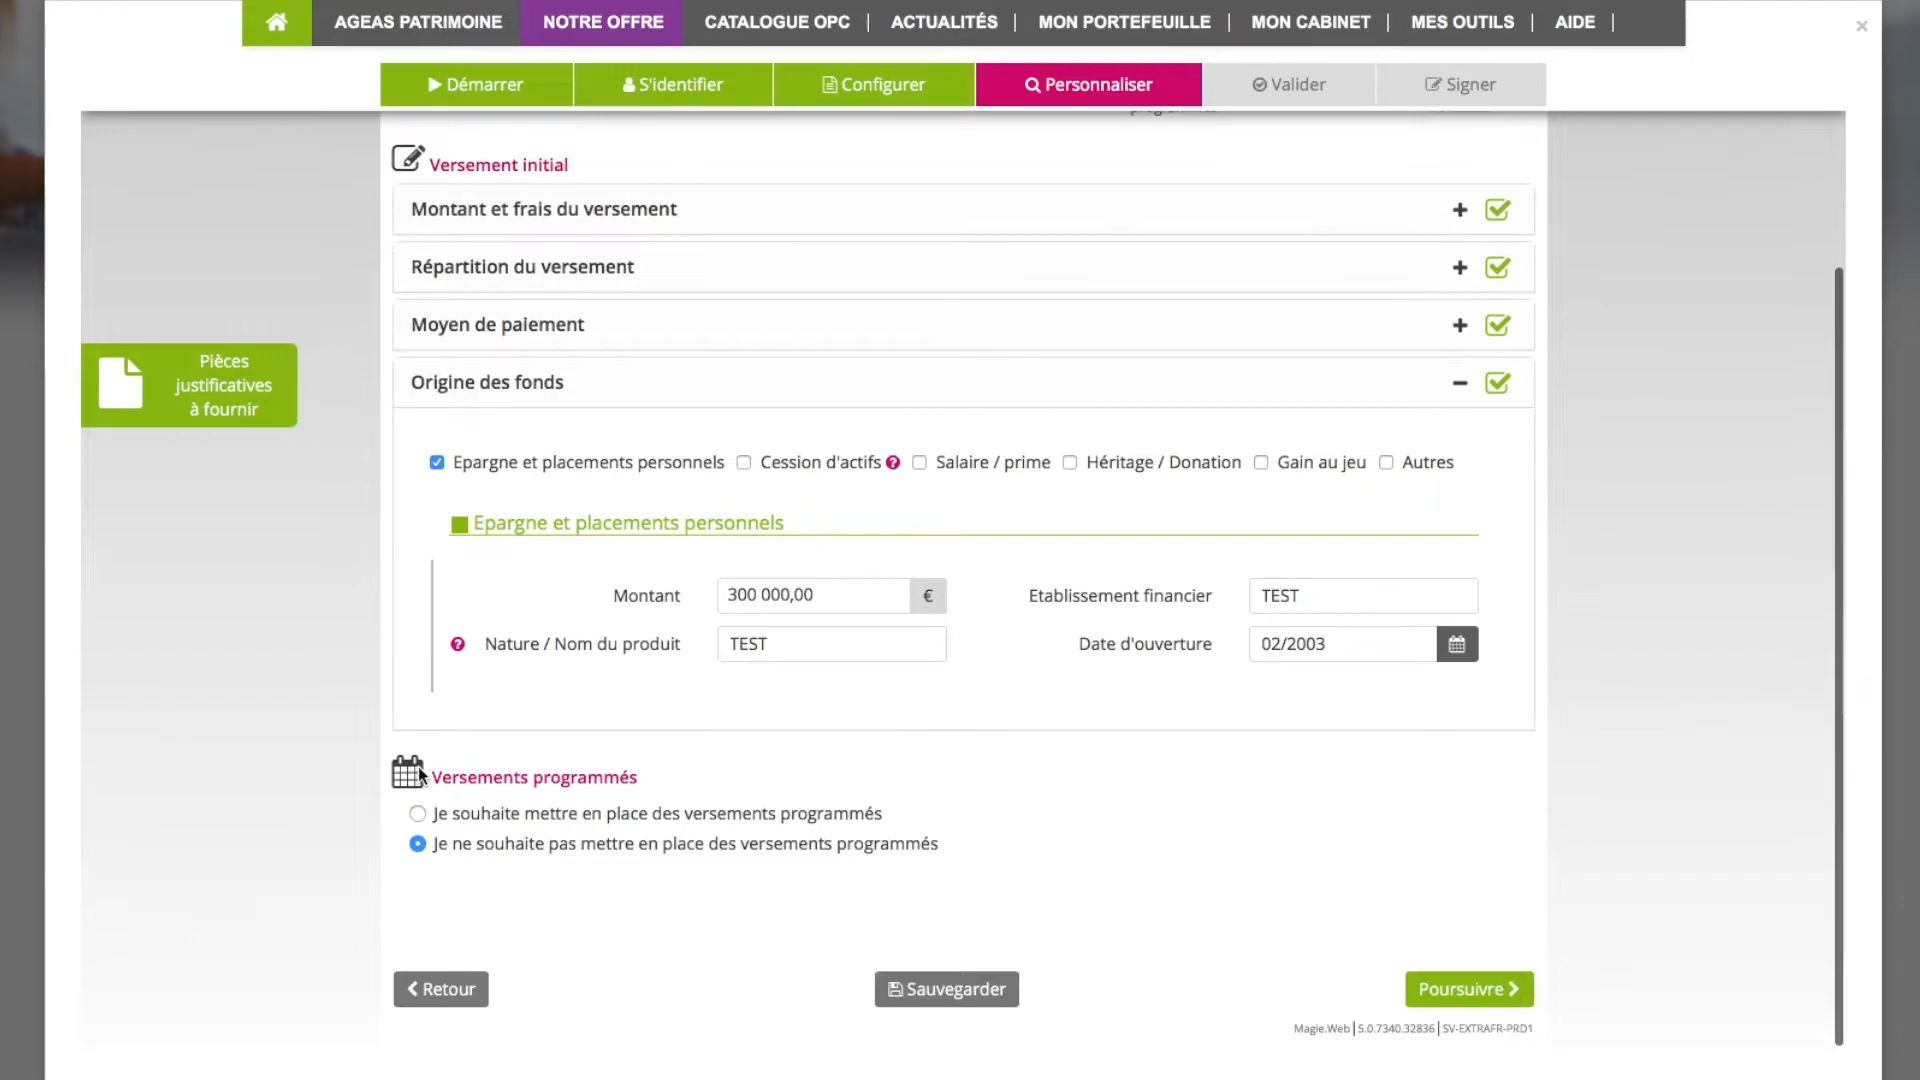 AGEAS PATRIMOINE NOTRE OFFRE CATALOGUE OPC ACTUALITÉS MON PORTEFEUILLE MON CABINET MES OUTILS AIDE
Démarrer S'identifier Configurer Personnaliser Valider Signer
Versement initial
Montant et frais du versement
Répartition du versement
Moyen de paiement
Pièces
justificatives
à fournir
Origine des fonds
Epargne et placements personnels Cession d'actifs Salaire / prime Héritage / Donation Gain au jeu Autres
Epargne et placements personnels
Montant 300 000,00 € Etablissement financier TEST
Nature / Nom du produit TEST Date d'ouverture 02/2003
Versements programmés
Je souhaite mettre en place des versements programmés
Je ne souhaite pas mettre en place des versements programmés
Retour Sauvegarder Poursuivre
Magie.Web | 5.0.7340.32836 | SV-EXTRAFR-PRD1